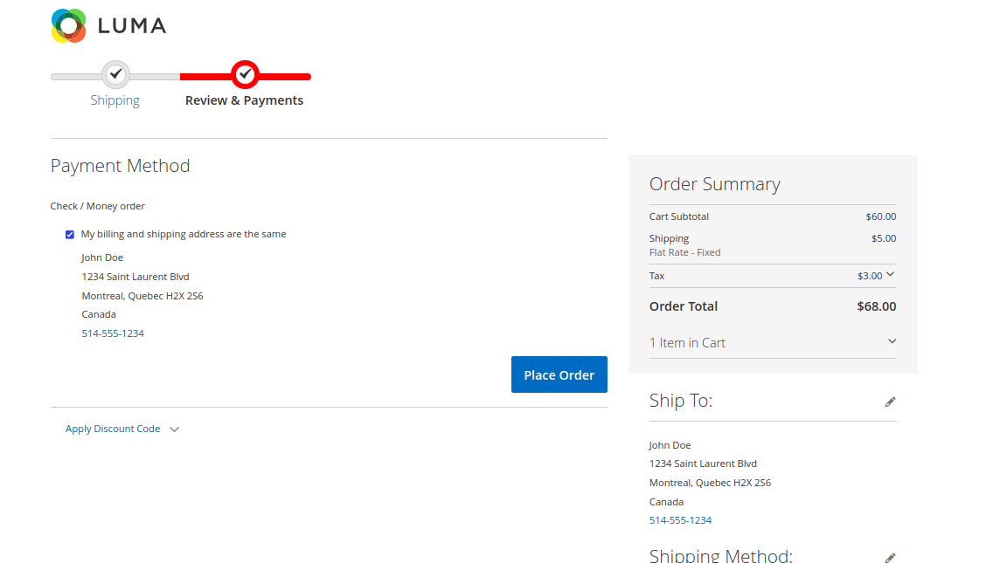 LUMA
Shipping
Review & Payments
Payment Method
Check / Money order
My billing and shipping address are the same
John Doe
1234 Saint Laurent Blvd
Montreal, Quebec H2X 2S6
Canada
514-555-1234
Place Order
Apply Discount Code
Order Summary
Cart Subtotal $60.00
Shipping $5.00
Flat Rate - Fixed
Tax $3.00
Order Total $68.00
1 Item in Cart
Ship To:
John Doe
1234 Saint Laurent Blvd
Montreal, Quebec H2X 2S6
Canada
514-555-1234
Shipping Method: